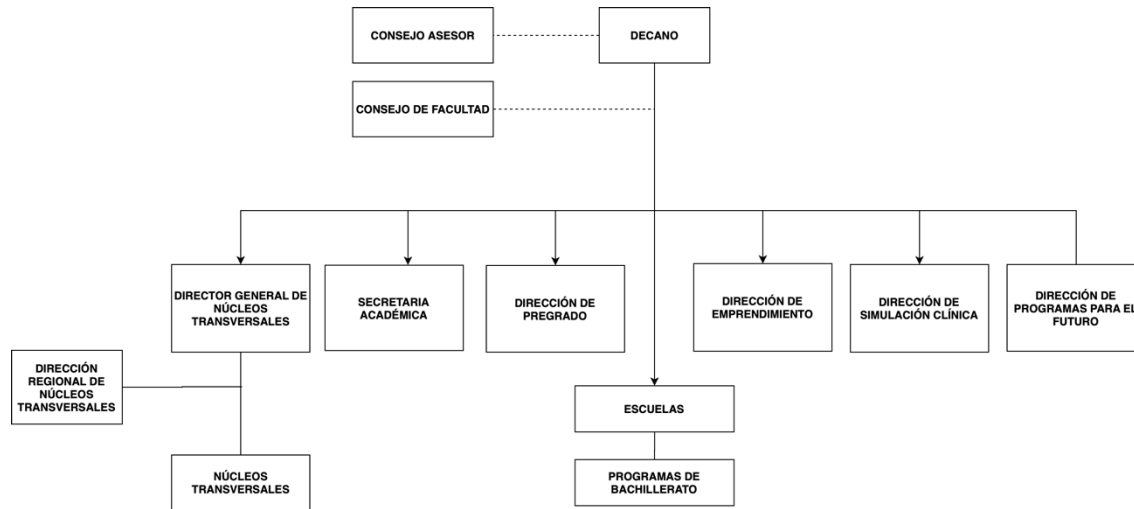 CONSEJO ASESOR
DECANO
CONSEJO DE FACULTAD
DIRECTOR GENERAL DE
NÚCLEOS
TRANSVERSALES
SECRETARIA
ACADÉMICA
DIRECCIÓN DE
PREGRADO
DIRECCIÓN DE
EMPRENDIMIENTO
DIRECCIÓN DE
SIMULACIÓN CLÍNICA
DIRECCIÓN DE
PROGRAMAS PARA EL
FUTURO
DIRECCIÓN
REGIONAL DE
NÚCLEOS
TRANSVERSALES
ESCUELAS
NÚCLEOS
TRANSVERSALES
PROGRAMAS DE
BACHILLERATO